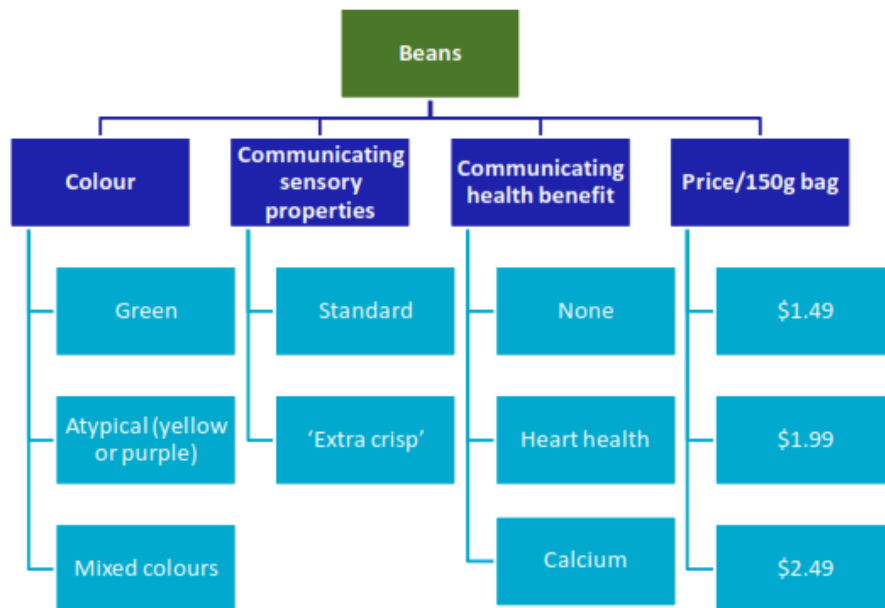 Beans
Colour
Communicating
sensory
properties
Communicating
health benefit
Price/150g bag
Green
Standard
None
$1.49
Atypical (yellow
or purple)
‘Extra crisp’
Heart health
$1.99
Mixed colours
Calcium
$2.49